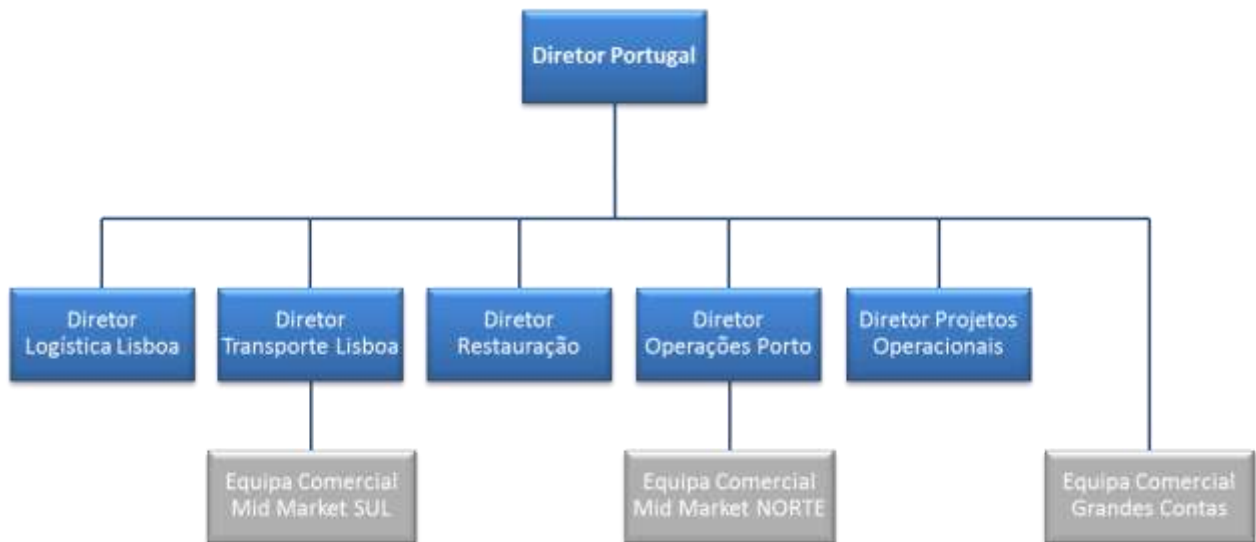 Diretor Portugal
Diretor
Logística Lisboa
Diretor
Transporte Lisboa
Diretor
Restauração
Diretor
Operações Porto
Diretor Projetos
Operacionais
Equipa Comercial
Mid Market SUL
Equipa Comercial
Mid Market NORTE
Equipa Comercial
Grandes Contas